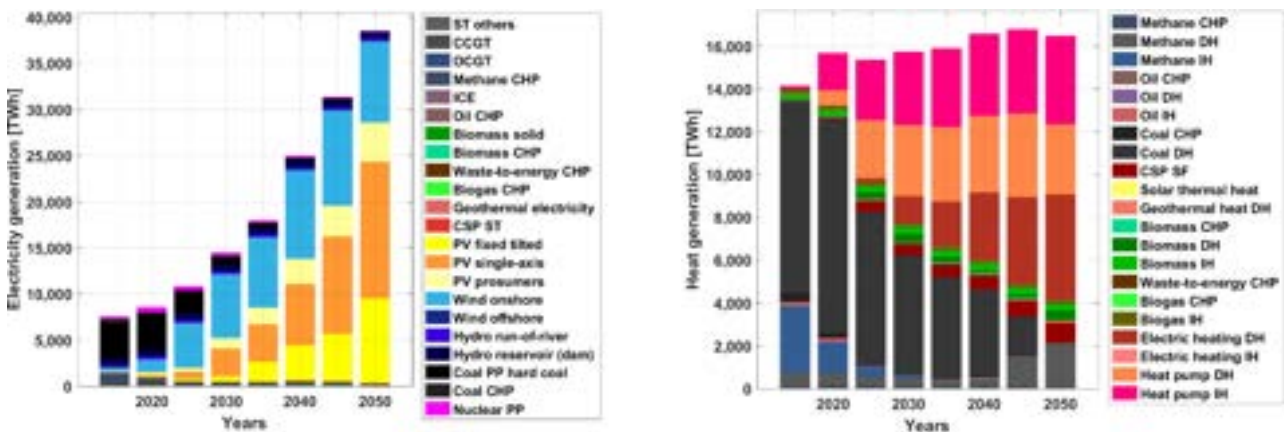 40,000
35,000
30,000
25,000
20,000
15,000
10,000
5,000
0
Electricity generation [TWh]
2020
2030
2040
2050
Years
ST others
CCGT
OCGT
Methane CHP
ICE
Oil CHP
Biomass solid
Biomass CHP
Waste-to-energy CHP
Biogas CHP
Geothermal electricity
CSP ST
PV fixed tilted
PV single-axis
PV prosumers
Wind onshore
Wind offshore
Hydro run-of-river
Hydro reservoir (dam)
Coal PP hard coal
Coal CHP
Nuclear PP
16,000
14,000
12,000
10,000
8,000
6,000
4,000
2,000
0
Heat generation [TWh]
2020
2030
2040
2050
Years
Methane CHP
Methane DH
Methane IH
Oil CHP
Oil DH
Oil IH
Coal CHP
Coal DH
CSP SF
Solar thermal heat
Geothermal heat DH
Biomass CHP
Biomass DH
Biomass IH
Waste-to-energy CHP
Biogas CHP
Biogas IH
Electric heating DH
Electric heating IH
Heat pump DH
Heat pump IH